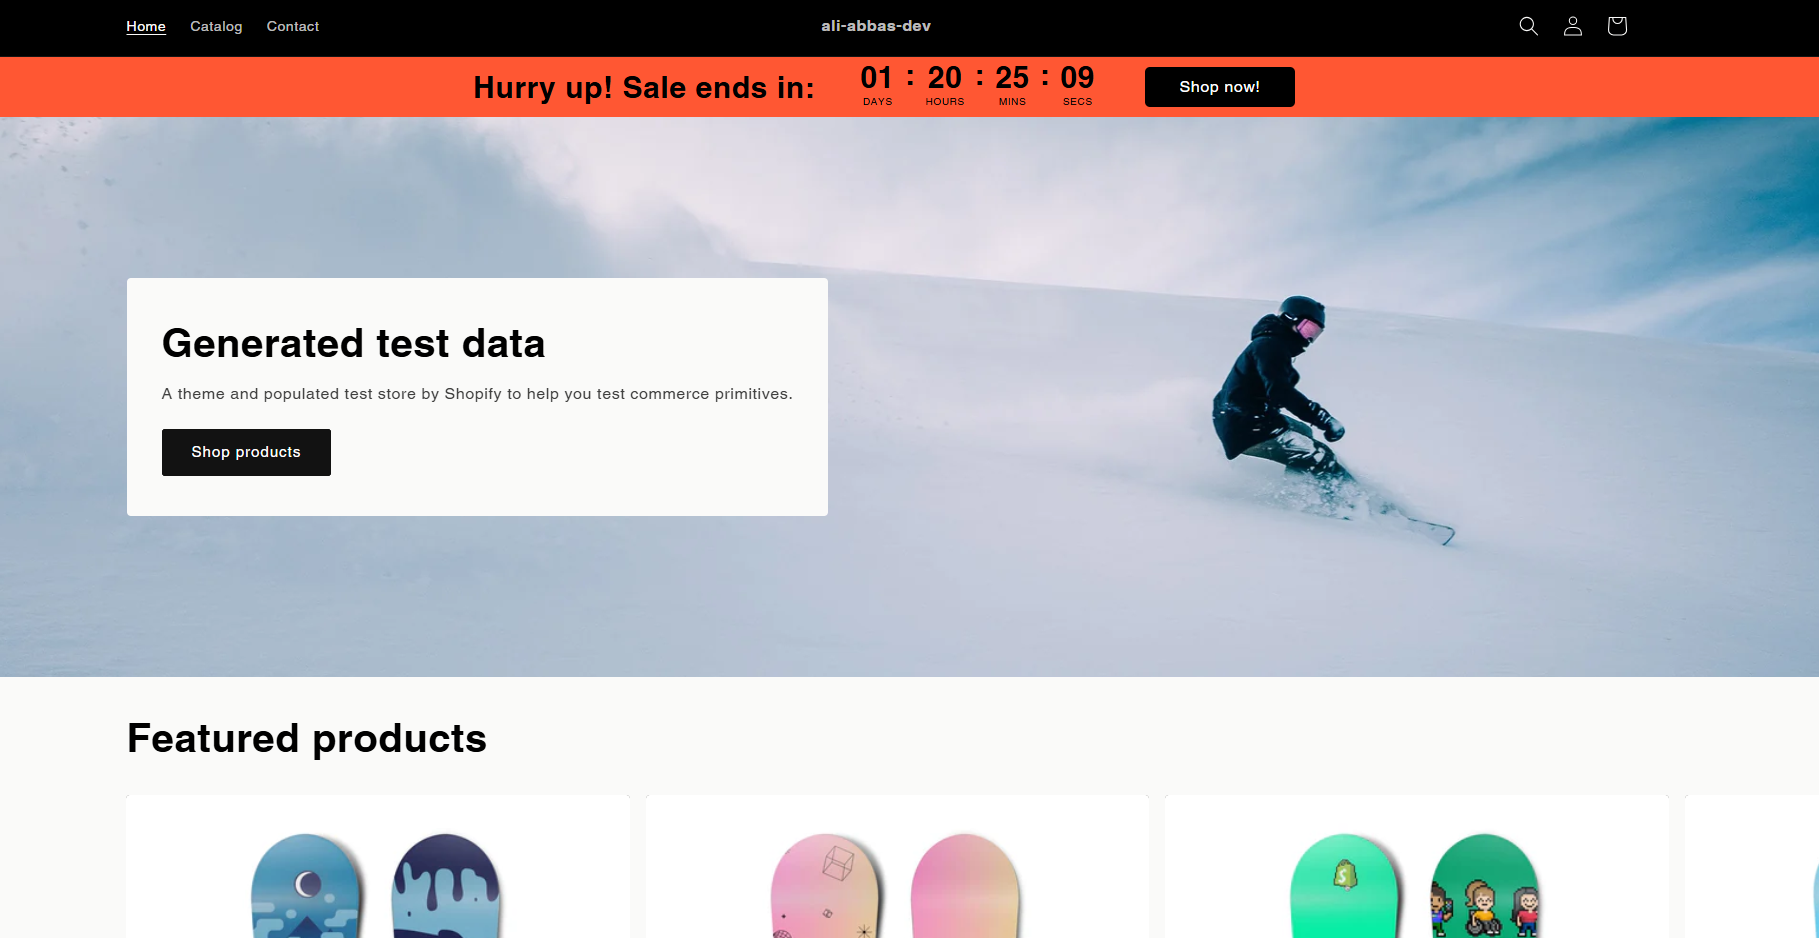 Home Catalog Contact ali-abbas-dev
Hurry up! Sale ends in: 01 : 20 : 25 : 09 Shop now!
DAYS HOURS MINS SECS
Generated test data
A theme and populated test store by Shopify to help you test commerce primitives.
Shop products
Featured products
S